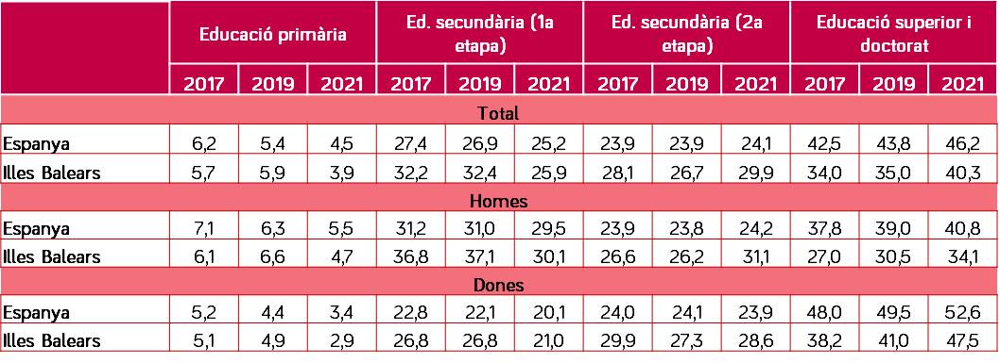 Educació primària Ed. secundària (1a etapa) Ed. secundària (2a etapa) Educació superior i doctorat
2017 2019 2021 2017 2019 2021 2017 2019 2021 2017 2019 2021
Total
Espanya 6,2 5,4 4,5 27,4 26,9 25,2 23,9 23,9 24,1 42,5 43,8 46,2
Illes Balears 5,7 5,9 3,9 32,2 32,4 25,9 28,1 26,7 29,9 34,0 35,0 40,3
Homes
Espanya 7,1 6,3 5,5 31,2 31,0 29,5 23,9 23,8 24,2 37,8 39,0 40,8
Illes Balears 6,1 6,6 4,7 36,8 37,1 30,1 26,6 26,2 31,1 27,0 30,5 34,1
Dones
Espanya 5,2 4,4 3,4 22,8 22,1 20,1 24,0 24,1 23,9 48,0 49,5 52,6
Illes Balears 5,1 4,9 2,9 26,8 26,8 21,0 29,9 27,3 28,6 38,2 41,0 47,5